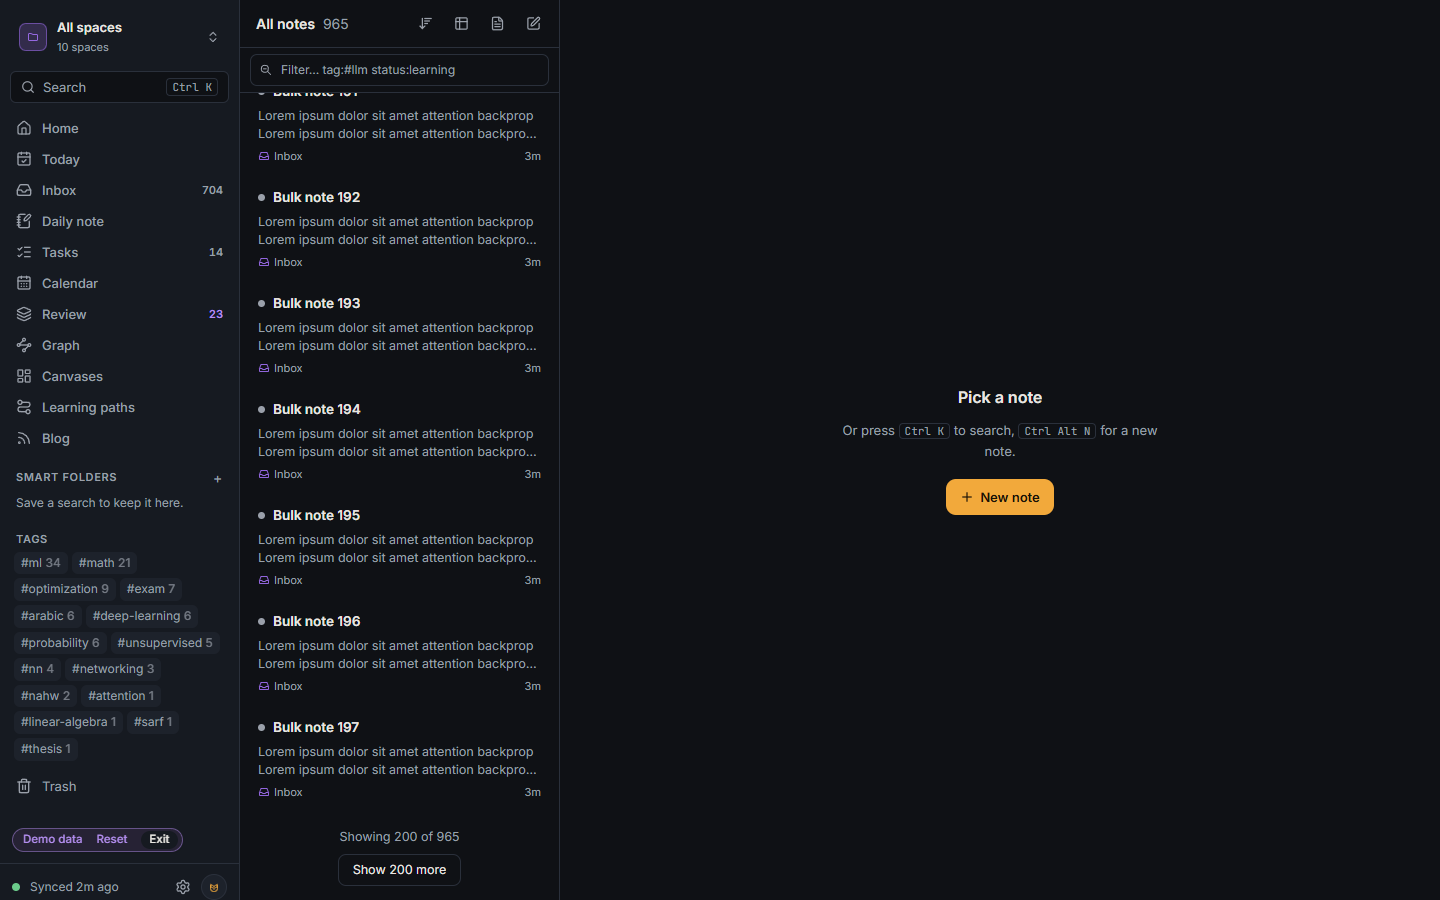 All spaces
10 spaces
Search Ctrl K
Home
Today
Inbox 704
Daily note
Tasks 14
Calendar
Review 23
Graph
Canvases
Learning paths
Blog
SMART FOLDERS +
Save a search to keep it here.
TAGS
#ml 34 #math 21
#optimization 9 #exam 7
#arabic 6 #deep-learning 6
#probability 6 #unsupervised 5
#nn 4 #networking 3
#nahw 2 #attention 1
#linear-algebra 1 #sarf 1
#thesis 1
Trash
Demo data Reset Exit
Synced 2m ago
All notes 965
Filter... tag:#llm status:learning
Bulk note 191
Lorem ipsum dolor sit amet attention backprop
Lorem ipsum dolor sit amet attention backpro...
Inbox 3m
Bulk note 192
Lorem ipsum dolor sit amet attention backprop
Lorem ipsum dolor sit amet attention backpro...
Inbox 3m
Bulk note 193
Lorem ipsum dolor sit amet attention backprop
Lorem ipsum dolor sit amet attention backpro...
Inbox 3m
Bulk note 194
Lorem ipsum dolor sit amet attention backprop
Lorem ipsum dolor sit amet attention backpro...
Inbox 3m
Bulk note 195
Lorem ipsum dolor sit amet attention backprop
Lorem ipsum dolor sit amet attention backpro...
Inbox 3m
Bulk note 196
Lorem ipsum dolor sit amet attention backprop
Lorem ipsum dolor sit amet attention backpro...
Inbox 3m
Bulk note 197
Lorem ipsum dolor sit amet attention backprop
Lorem ipsum dolor sit amet attention backpro...
Inbox 3m
Showing 200 of 965
Show 200 more
Pick a note
Or press Ctrl K to search, Ctrl Alt N for a new
note.
+ New note